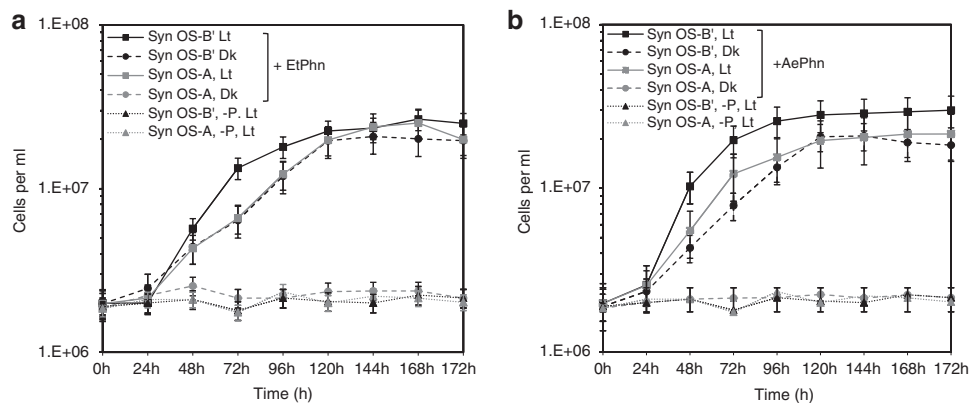 a
1.E+08
Syn OS-B' Lt
Syn OS-B' Dk
Syn OS-A, Lt
Syn OS-A, Dk
Syn OS-B', -P. Lt
Syn OS-A, -P, Lt
+ EtPhn
1.E+07
1.E+06
Cells per ml
0h 24h 48h 72h 96h 120h 144h 168h 172h
Time (h)
b
1.E+08
Syn OS-B', Lt
Syn OS-B', Dk
Syn OS-A, Lt
Syn OS-A, Dk
Syn OS-B', -P, Lt
Syn OS-A, -P, Lt
+AePhn
1.E+07
1.E+06
Cells per ml
0h 24h 48h 72h 96h 120h 144h 168h 172h
Time (h)